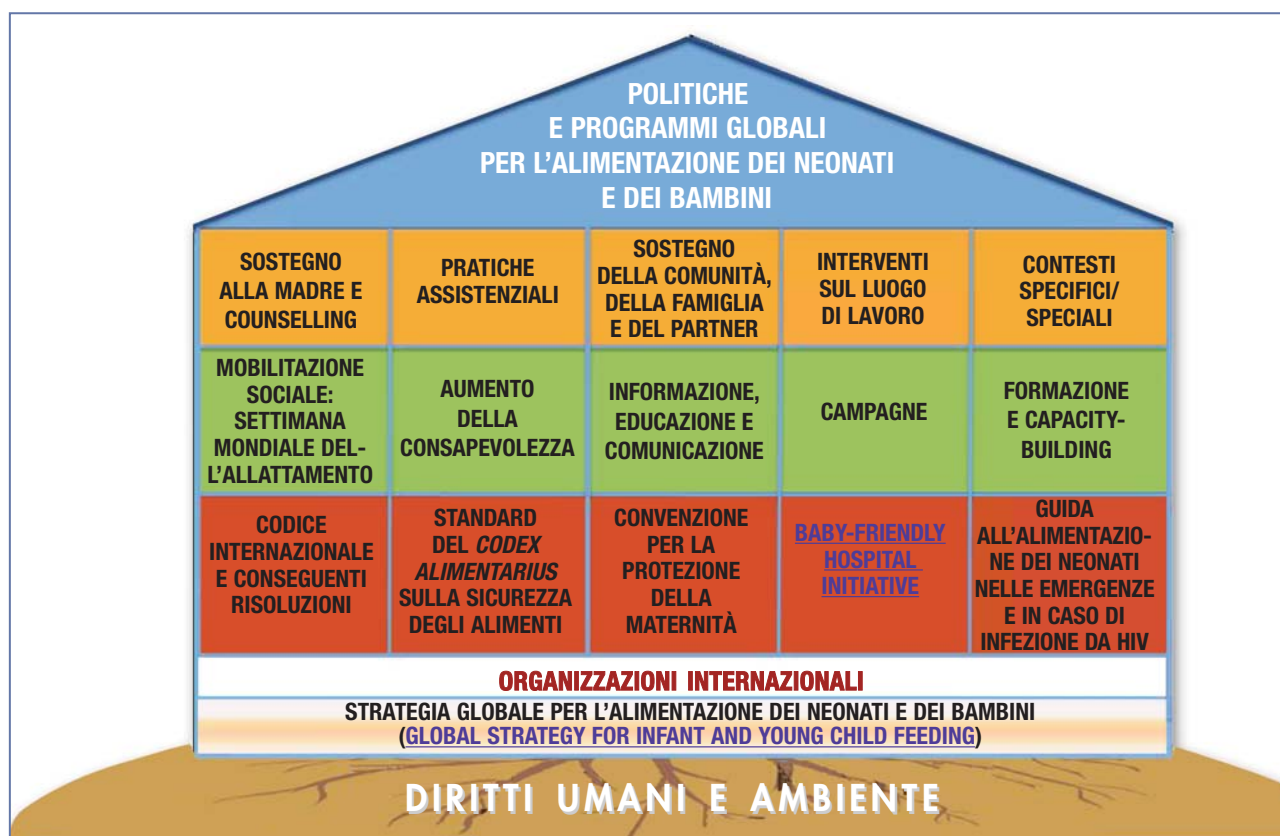 POLITICHE
E PROGRAMMI GLOBALI
PER L'ALIMENTAZIONE DEI NEONATI
E DEI BAMBINI
SOSTEGNO
ALLA MADRE E
COUNSELLING
PRATICHE
ASSISTENZIALI
SOSTEGNO
DELLA COMUNITÀ,
DELLA FAMIGLIA
E DEL PARTNER
INTERVENTI
SUL LUOGO
DI LAVORO
CONTESTI
SPECIFICI/
SPECIALI
MOBILITAZIONE
SOCIALE:
SETTIMANA
MONDIALE DEL-
L'ALLATTAMENTO
AUMENTO
DELLA
CONSAPEVOLEZZA
INFORMAZIONE,
EDUCAZIONE E
COMUNICAZIONE
CAMPAGNE
FORMAZIONE
E CAPACITY-
BUILDING
CODICE
INTERNAZIONALE
E CONSEGUENTI
RISOLUZIONI
STANDARD
DEL CODEX
ALIMENTARIUS
SULLA SICUREZZA
DEGLI ALIMENTI
CONVENZIONE
PER LA
PROTEZIONE
DELLA
MATERNITÀ
BABY-FRIENDLY
HOSPITAL
INITIATIVE
GUIDA
ALL'ALIMENTAZIO-
NE DEI NEONATI
NELLE EMERGENZE
E IN CASO DI
INFEZIONE DA HIV
ORGANIZZAZIONI INTERNAZIONALI
STRATEGIA GLOBALE PER L'ALIMENTAZIONE DEI NEONATI E DEI BAMBINI
(GLOBAL STRATEGY FOR INFANT AND YOUNG CHILD FEEDING)
DIRITTI UMANI E AMBIENTE